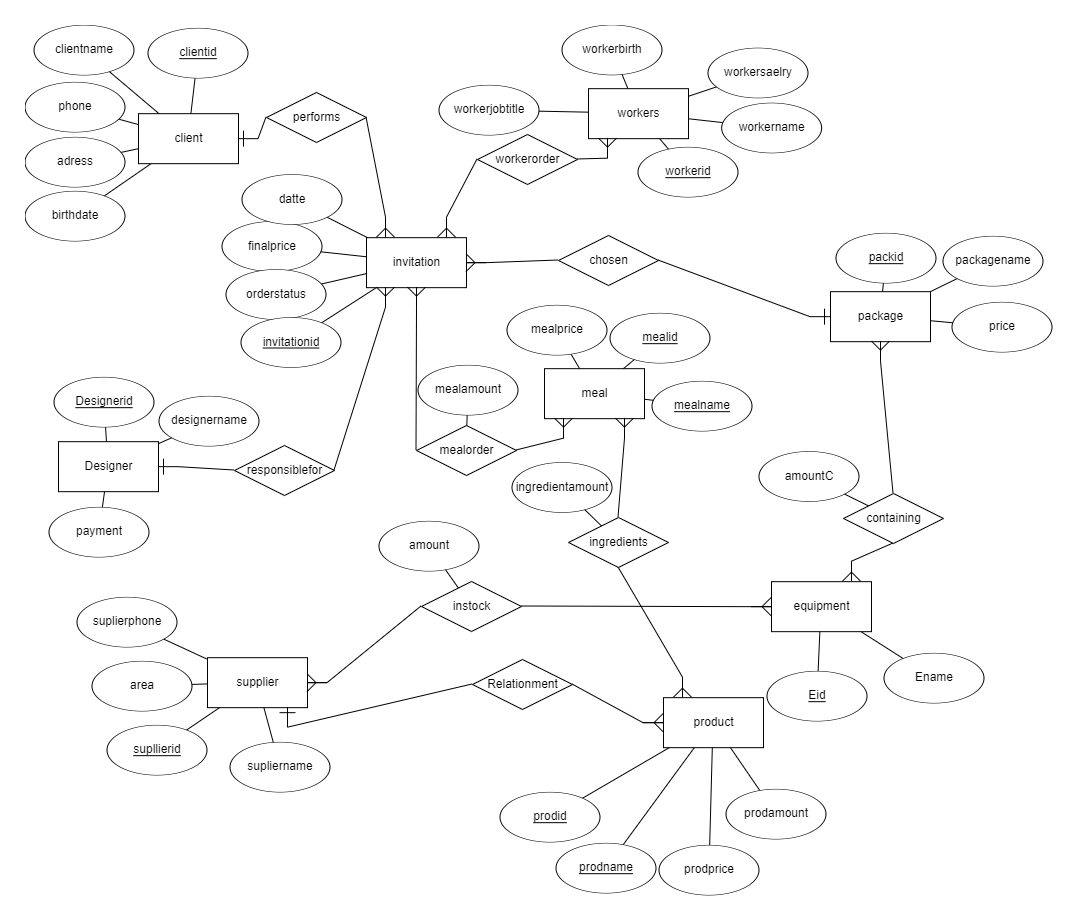 clientname
clientid
phone
client
adress
birthdate
performs
workerbirth
workersaelry
workerjobtitle
workers
workername
workerorder
workerid
datte
finalprice
invitation
orderstatus
invitationid
chosen
packid
packagename
package
price
mealprice
mealid
meal
mealname
mealamount
mealorder
Designerid
designername
Designer
responsiblefor
payment
ingredientamount
ingredients
amountC
containing
amount
instock
equipment
Eid
Ename
suplierphone
area
supplier
supllierid
supliername
Relationment
product
prodid
prodname
prodprice
prodamount